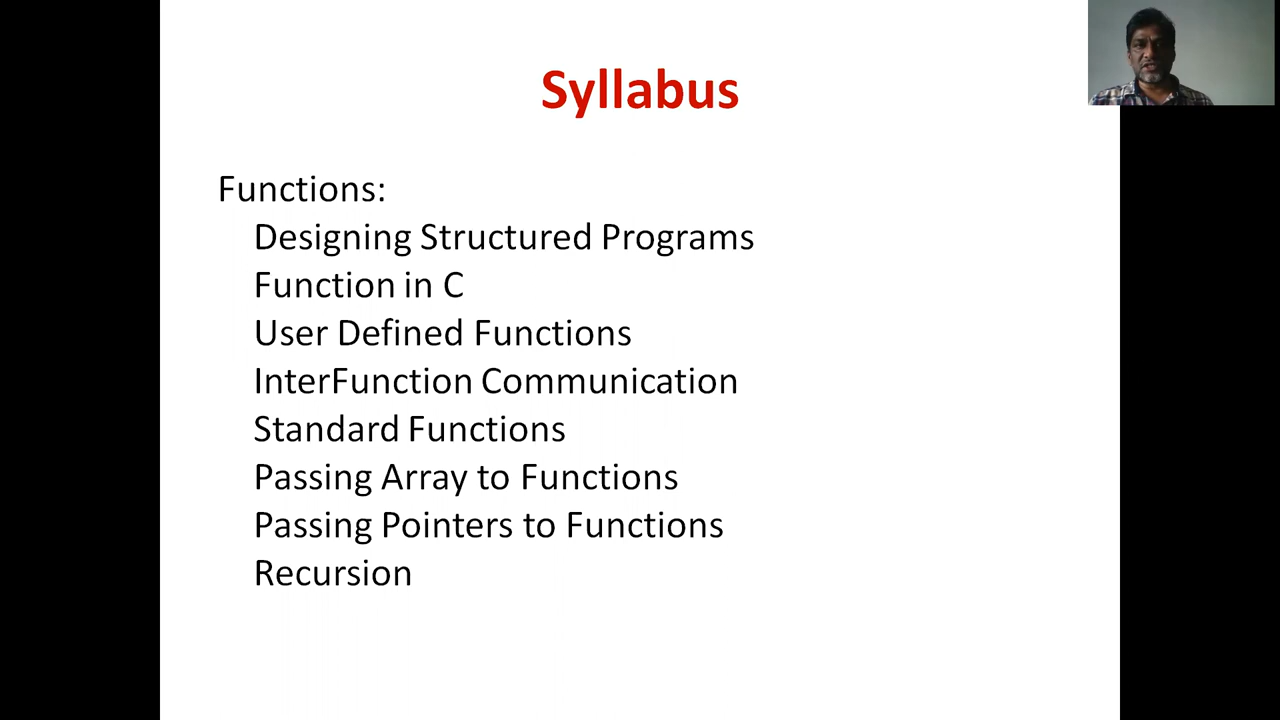 Syllabus
Functions:
Designing Structured Programs
Function in C
User Defined Functions
InterFunction Communication
Standard Functions
Passing Array to Functions
Passing Pointers to Functions
Recursion